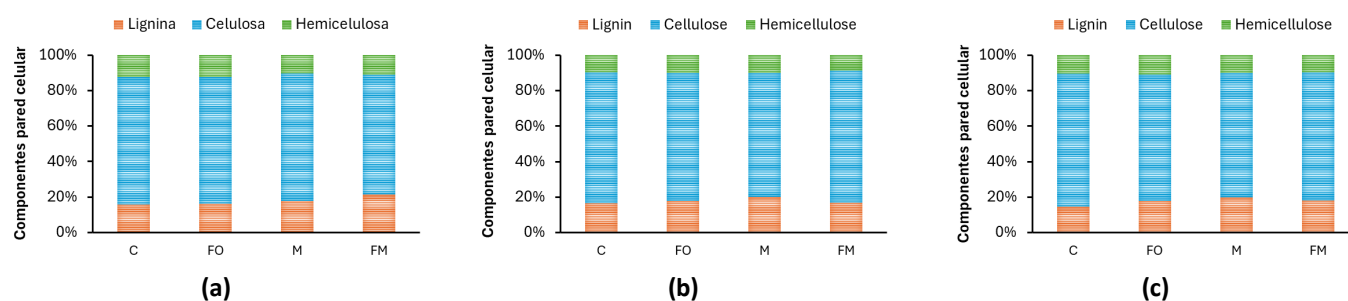 Lignina Celulosa Hemicelulosa
Componentes pared celular
100%
80%
60%
40%
20%
0%
C FO M FM
(a)
Lignin Cellulose Hemicellulose
Componentes pared celular
100%
80%
60%
40%
20%
0%
C FO M FM
(b)
Lignin Cellulose Hemicellulose
Componentes pared cellular
100%
80%
60%
40%
20%
0%
C FO M FM
(c)